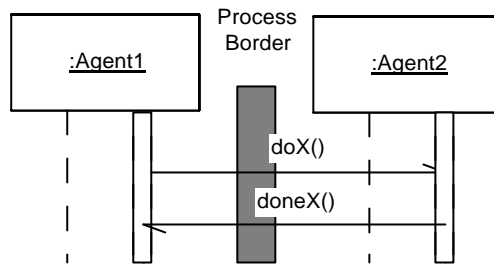 Process
Border
:Agent1
:Agent2
doX()
doneX()